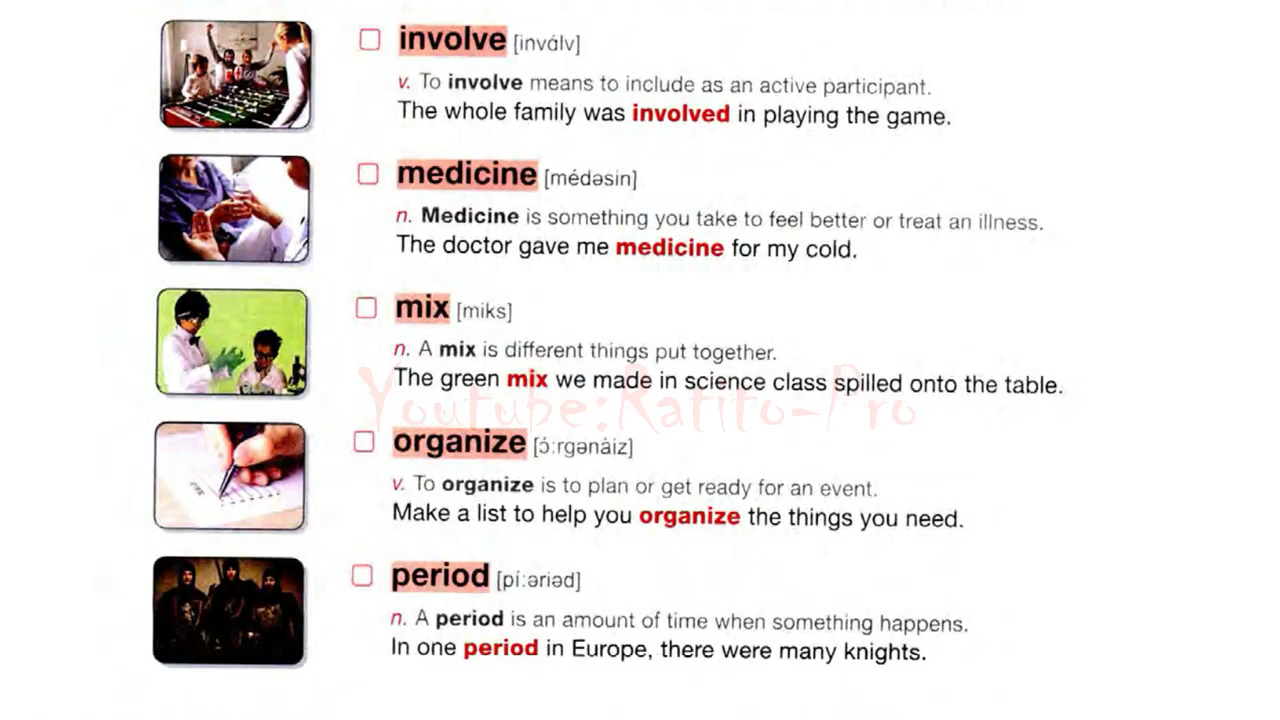 involve [inválv]
v. To involve means to include as an active participant.
The whole family was involved in playing the game.
medicine [médəsin]
n. Medicine is something you take to feel better or treat an illness.
The doctor gave me medicine for my cold.
mix [miks]
n. A mix is different things put together.
The green mix we made in science class spilled onto the table.
Youtube:Ratito-Pro
organize [ɔ́ːrgənàiz]
v. To organize is to plan or get ready for an event.
Make a list to help you organize the things you need.
period [píːəriəd]
n. A period is an amount of time when something happens.
In one period in Europe, there were many knights.